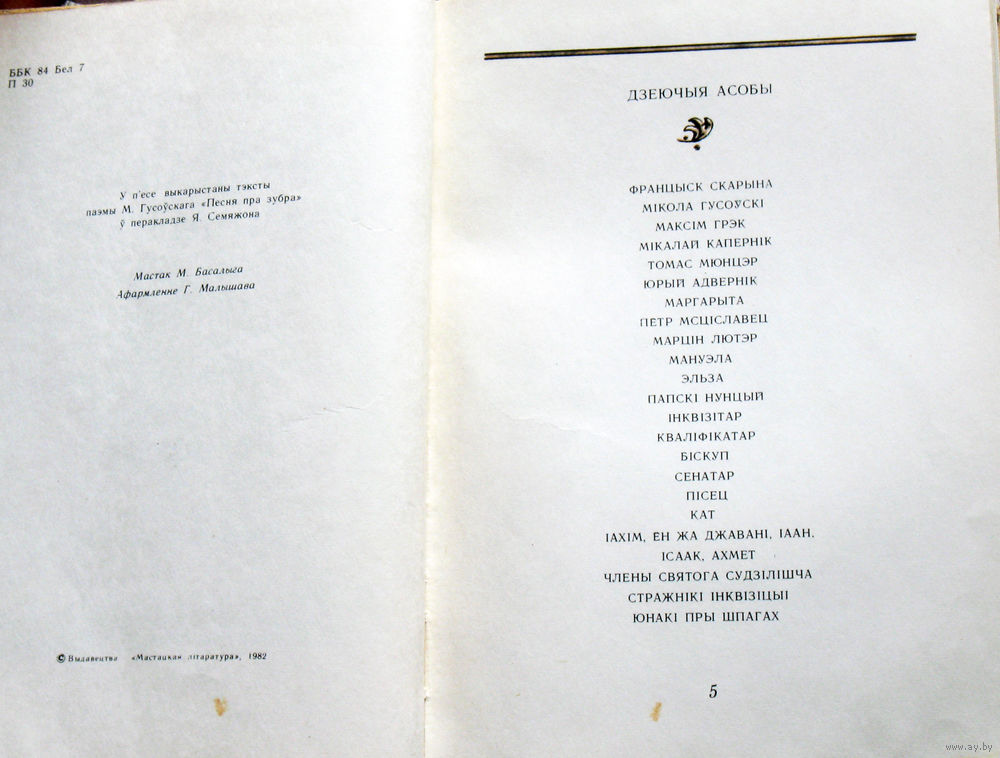 ББК 84 Бел 7
П 30
У п'есе выкарыстаны тэксты
паэмы М. Гусоўскага «Песня пра зубра»
ў перакладзе Я. Семяжона
Мастак М. Басалыга
Афармленне Г. Малышава
© Выдавецтва «Мастацкая літаратура», 1982
ДЗЕЮЧЫЯ АСОБЫ
ФРАНЦЫСК СКАРЫНА
МІКОЛА ГУСОЎСКІ
МАКСІМ ГРЭК
МІКАЛАЙ КАПЕРНІК
ТОМАС МЮНЦЭР
ЮРЫЙ АДВЕРНІК
МАРГАРЫТА
ПЕТР МСЦІСЛАВЕЦ
МАРЦІН ЛЮТЭР
МАНУЭЛА
ЭЛЬЗА
ПАПСКІ НУНЦЫЙ
ІНКВІЗІТАР
КВАЛІФІКАТАР
БІСКУП
СЕНАТАР
ПІСЕЦ
КАТ
ІАХІМ, ЁН ЖА ДЖАВАНІ, ІААН,
ІСААК, АХМЕТ
ЧЛЕНЫ СВЯТОГА СУДЗІЛІШЧА
СТРАЖНІКІ ІНКВІЗІЦЫІ
ЮНАКІ ПРЫ ШПАГАХ
5
www.ay.by